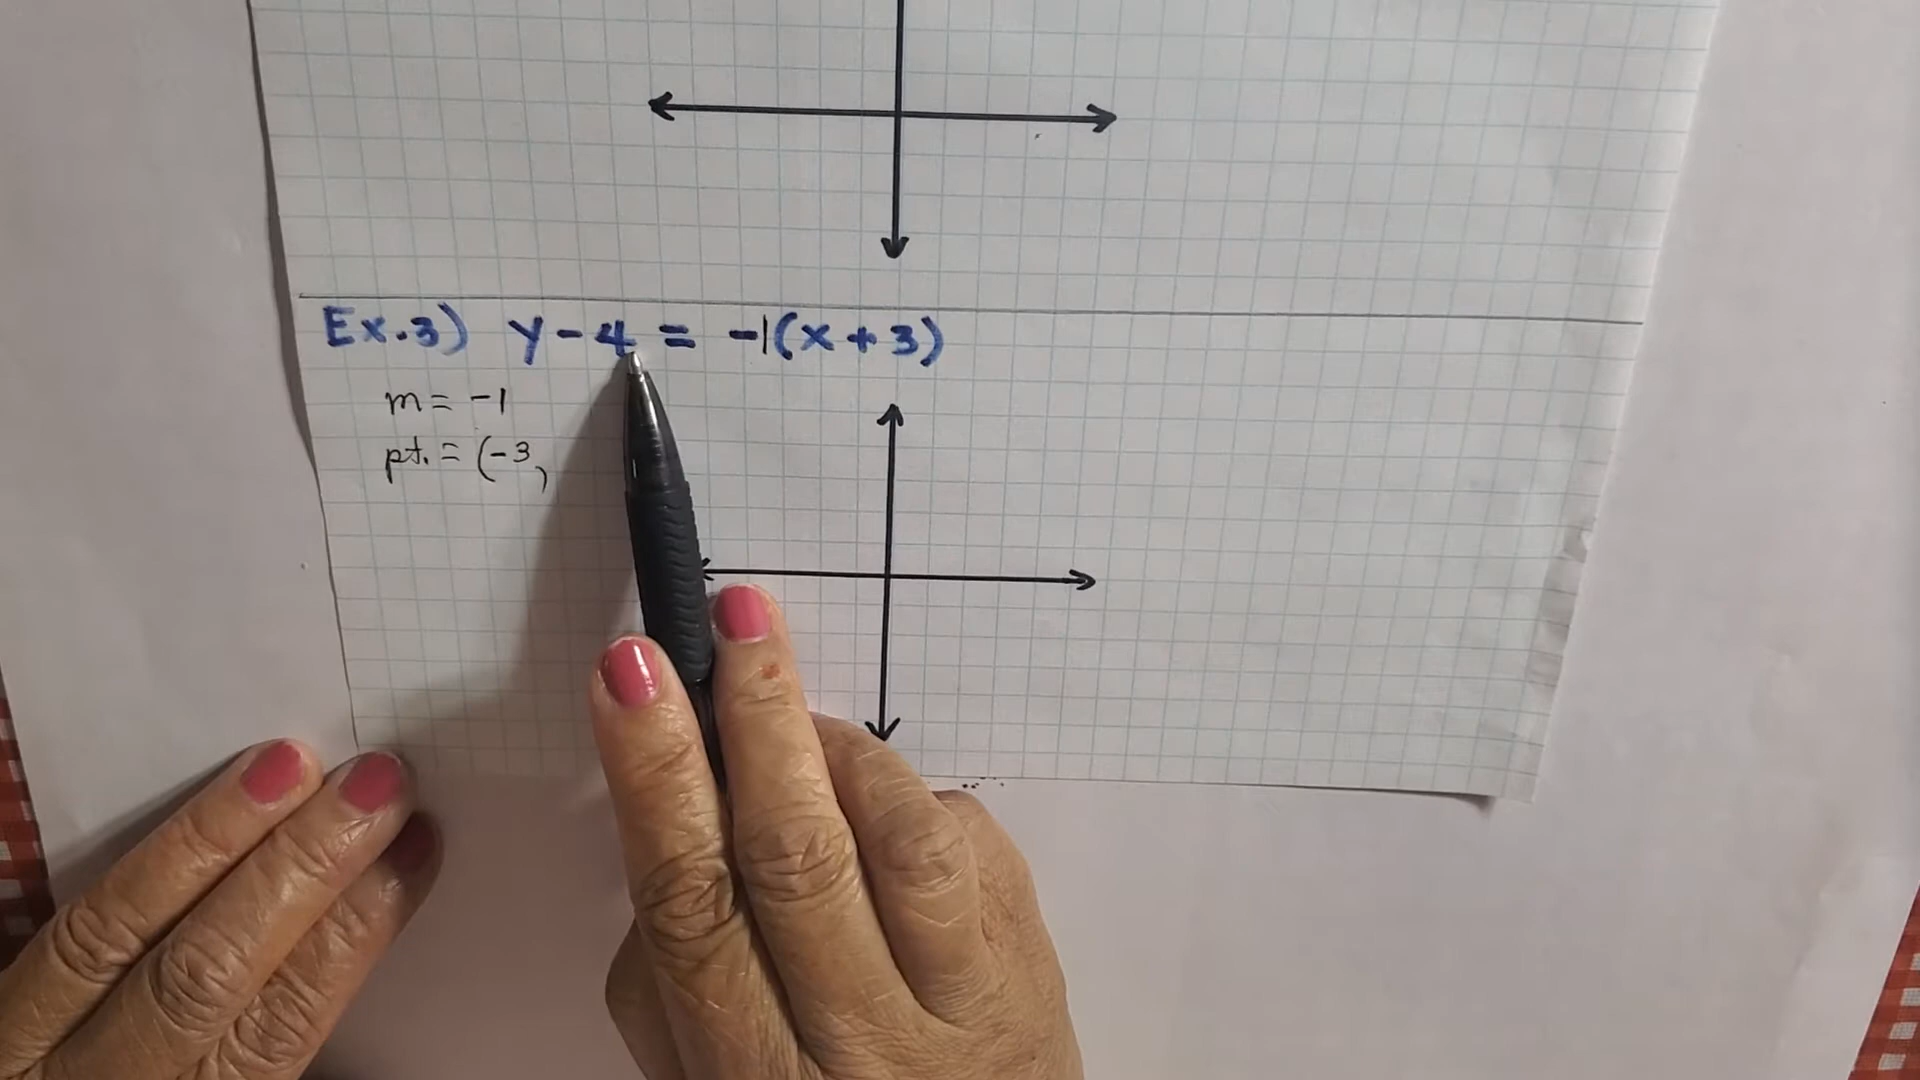 Ex.3) y - 4 = -1(x + 3)
m = -1
pt. = (-3,